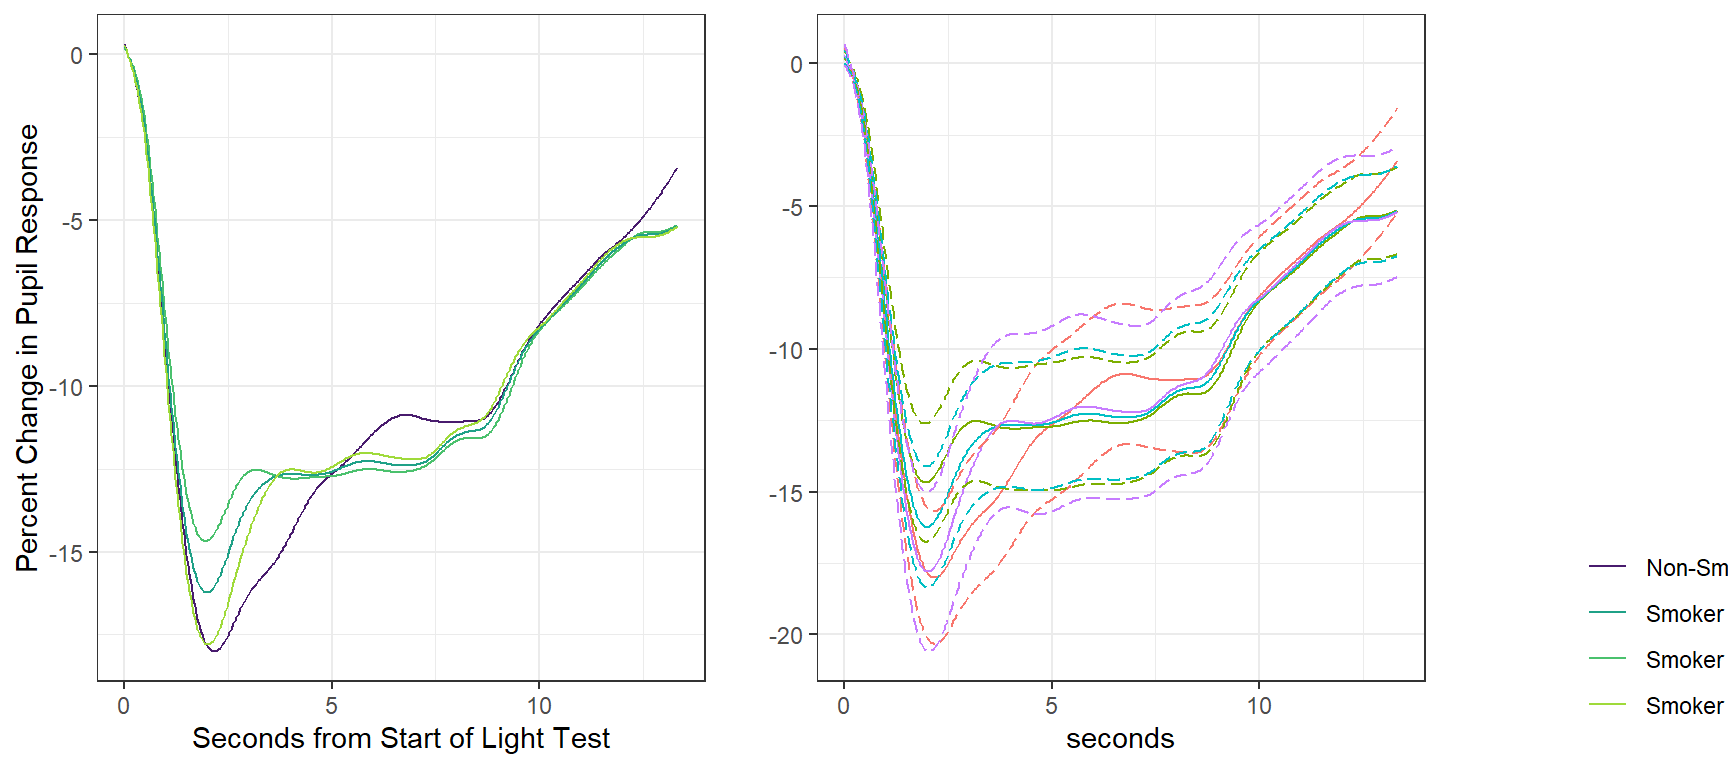 Percent Change in Pupil Response
0
-5
-10
-15
0
5
10
Seconds from Start of Light Test
0
-5
-10
-15
-20
0
5
10
seconds
Non-Sm
Smoker
Smoker
Smoker